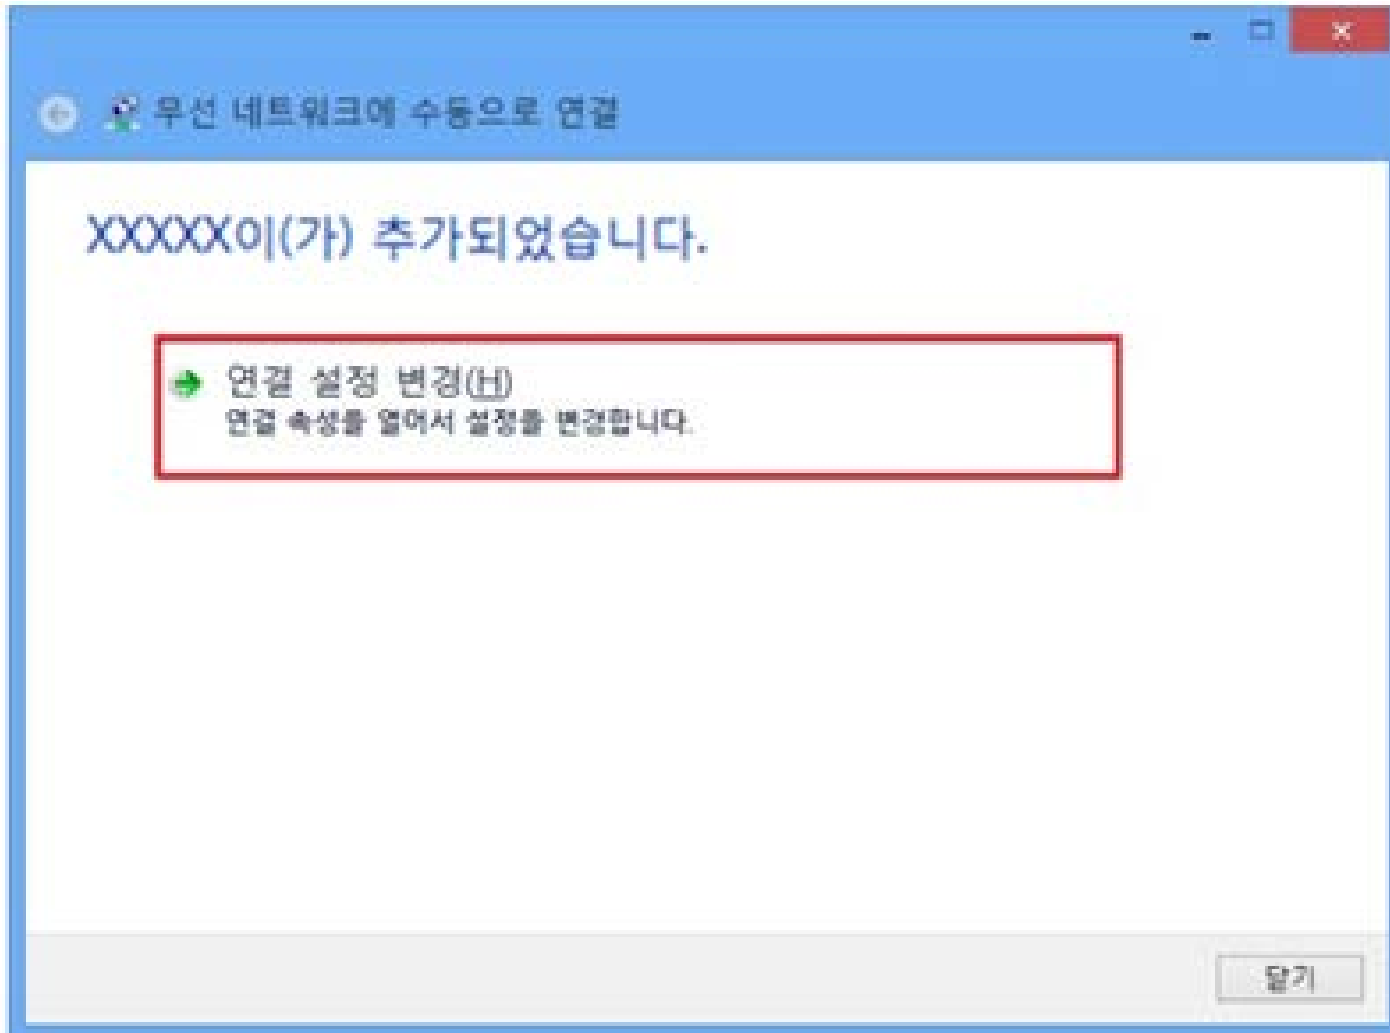 무선 네트워크에 수동으로 연결
XXXXX이(가) 추가되었습니다.
연결 설정 변경(H)
연결 속성을 열어서 설정을 변경합니다.
닫기